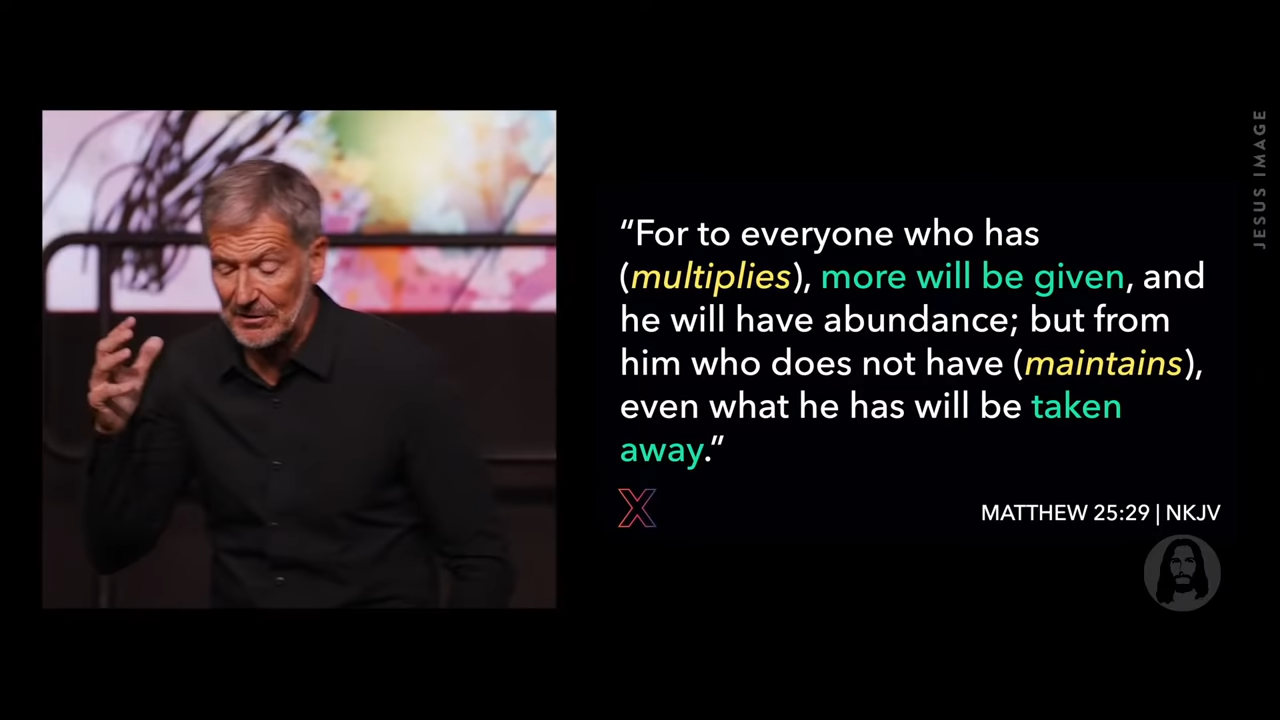 “For to everyone who has
(multiplies), more will be given, and
he will have abundance; but from
him who does not have (maintains),
even what he has will be taken
away.”
X
MATTHEW 25:29 | NKJV
JESUS IMAGE